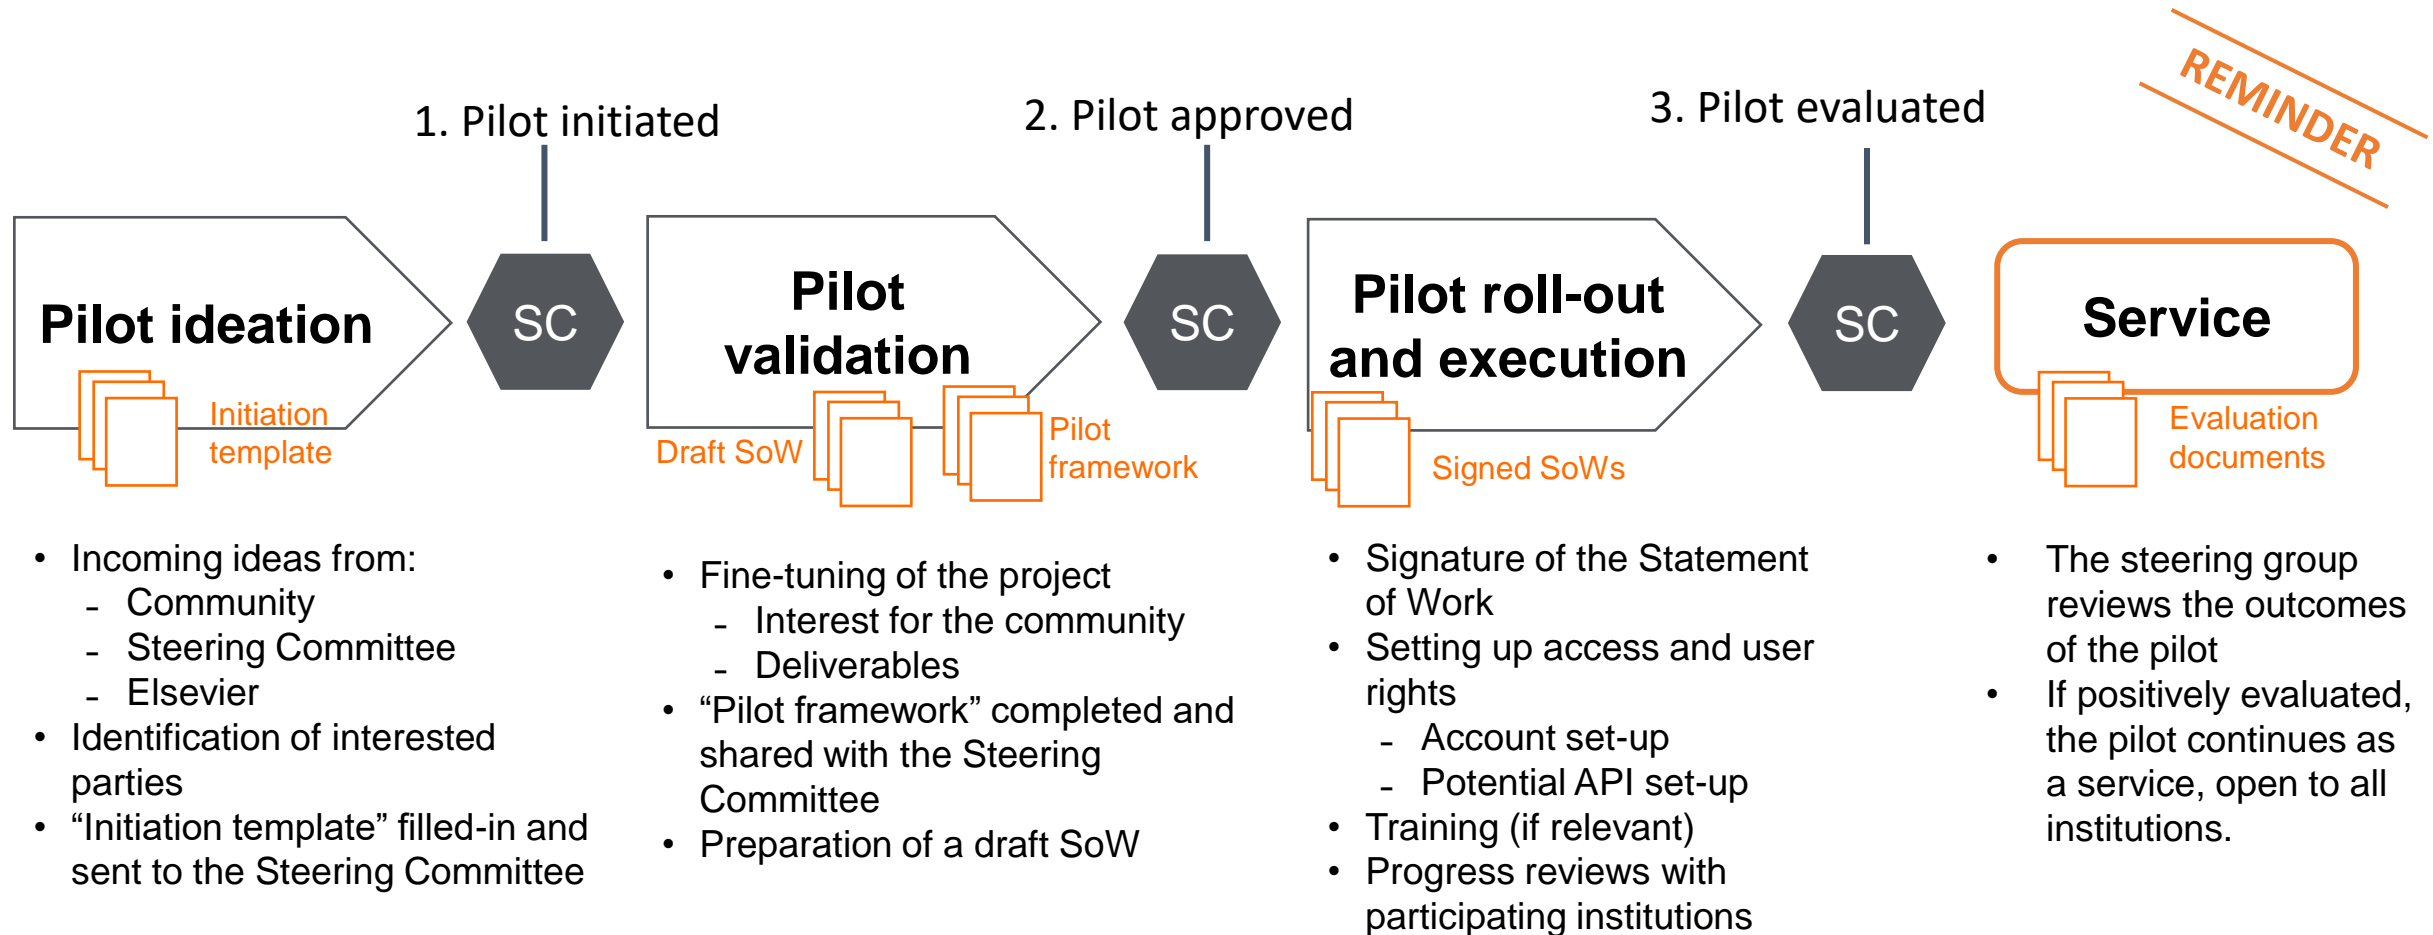 REMINDER
1. Pilot initiated
2. Pilot approved
3. Pilot evaluated
Pilot ideation
SC
Pilot
validation
SC
Pilot roll-out
and execution
SC
Service
Initiation
template
Draft SoW
Pilot
framework
Signed SoWs
Evaluation
documents
• Incoming ideas from:
- Community
- Steering Committee
- Elsevier
• Identification of interested
parties
• “Initiation template” filled-in and
sent to the Steering Committee
• Fine-tuning of the project
- Interest for the community
- Deliverables
• “Pilot framework” completed and
shared with the Steering
Committee
• Preparation of a draft SoW
• Signature of the Statement
of Work
• Setting up access and user
rights
- Account set-up
- Potential API set-up
• Training (if relevant)
• Progress reviews with
participating institutions
• The steering group
reviews the outcomes
of the pilot
• If positively evaluated,
the pilot continues as
a service, open to all
institutions.